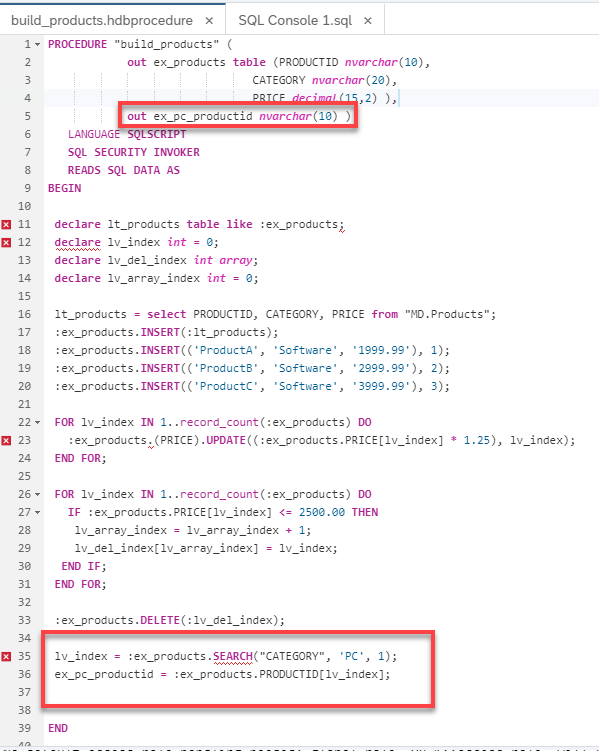 build_products.hdbprocedure × SQL Console 1.sql ×
1 PROCEDURE "build_products" (
2 out ex_products table (PRODUCTID nvarchar(10),
3 CATEGORY nvarchar(20),
4 PRICE decimal(15,2) ),
5 out ex_pc_productid nvarchar(10) )
6 LANGUAGE SQLSCRIPT
7 SQL SECURITY INVOKER
8 READS SQL DATA AS
9 BEGIN
10
11 declare lt_products table like :ex_products;
12 declare lv_index int = 0;
13 declare lv_del_index int array;
14 declare lv_array_index int = 0;
15
16 lt_products = select PRODUCTID, CATEGORY, PRICE from "MD.Products";
17 :ex_products.INSERT(:lt_products);
18 :ex_products.INSERT(('ProductA', 'Software', '1999.99'), 1);
19 :ex_products.INSERT(('ProductB', 'Software', '2999.99'), 2);
20 :ex_products.INSERT(('ProductC', 'Software', '3999.99'), 3);
21
22 FOR lv_index IN 1..record_count(:ex_products) DO
23 :ex_products.(PRICE).UPDATE((:ex_products.PRICE[lv_index] * 1.25), lv_index);
24 END FOR;
25
26 FOR lv_index IN 1..record_count(:ex_products) DO
27 IF :ex_products.PRICE[lv_index] <= 2500.00 THEN
28 lv_array_index = lv_array_index + 1;
29 lv_del_index[lv_array_index] = lv_index;
30 END IF;
31 END FOR;
32
33 :ex_products.DELETE(:lv_del_index);
34
35 lv_index = :ex_products.SEARCH("CATEGORY", 'PC', 1);
36 ex_pc_productid = :ex_products.PRODUCTID[lv_index];
37
38
39 END
40